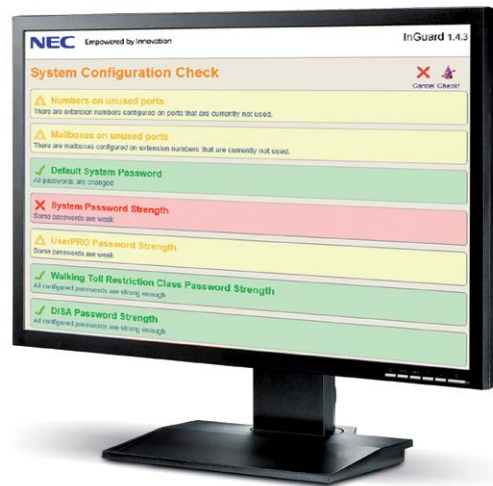 NEC Empowered by Innovation
InGuard 1.4.3
System Configuration Check
Cancel Check!
Numbers on unused ports
There are extension numbers configured on ports that are currently not used.
Mailboxes on unused ports
There are mailboxes configured on extension numbers that are currently not used.
Default System Password
All passwords are changed
System Password Strength
Some passwords are weak
UserPRO Password Strength
Some passwords are weak
Walking Toll Restriction Class Password Strength
All configured passwords are strong enough
DISA Password Strength
All configured passwords are strong enough